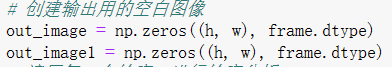 # 创建输出用的空白图像
out_image = np.zeros((h, w), frame.dtype)
out_image1 = np.zeros((h, w), frame.dtype)